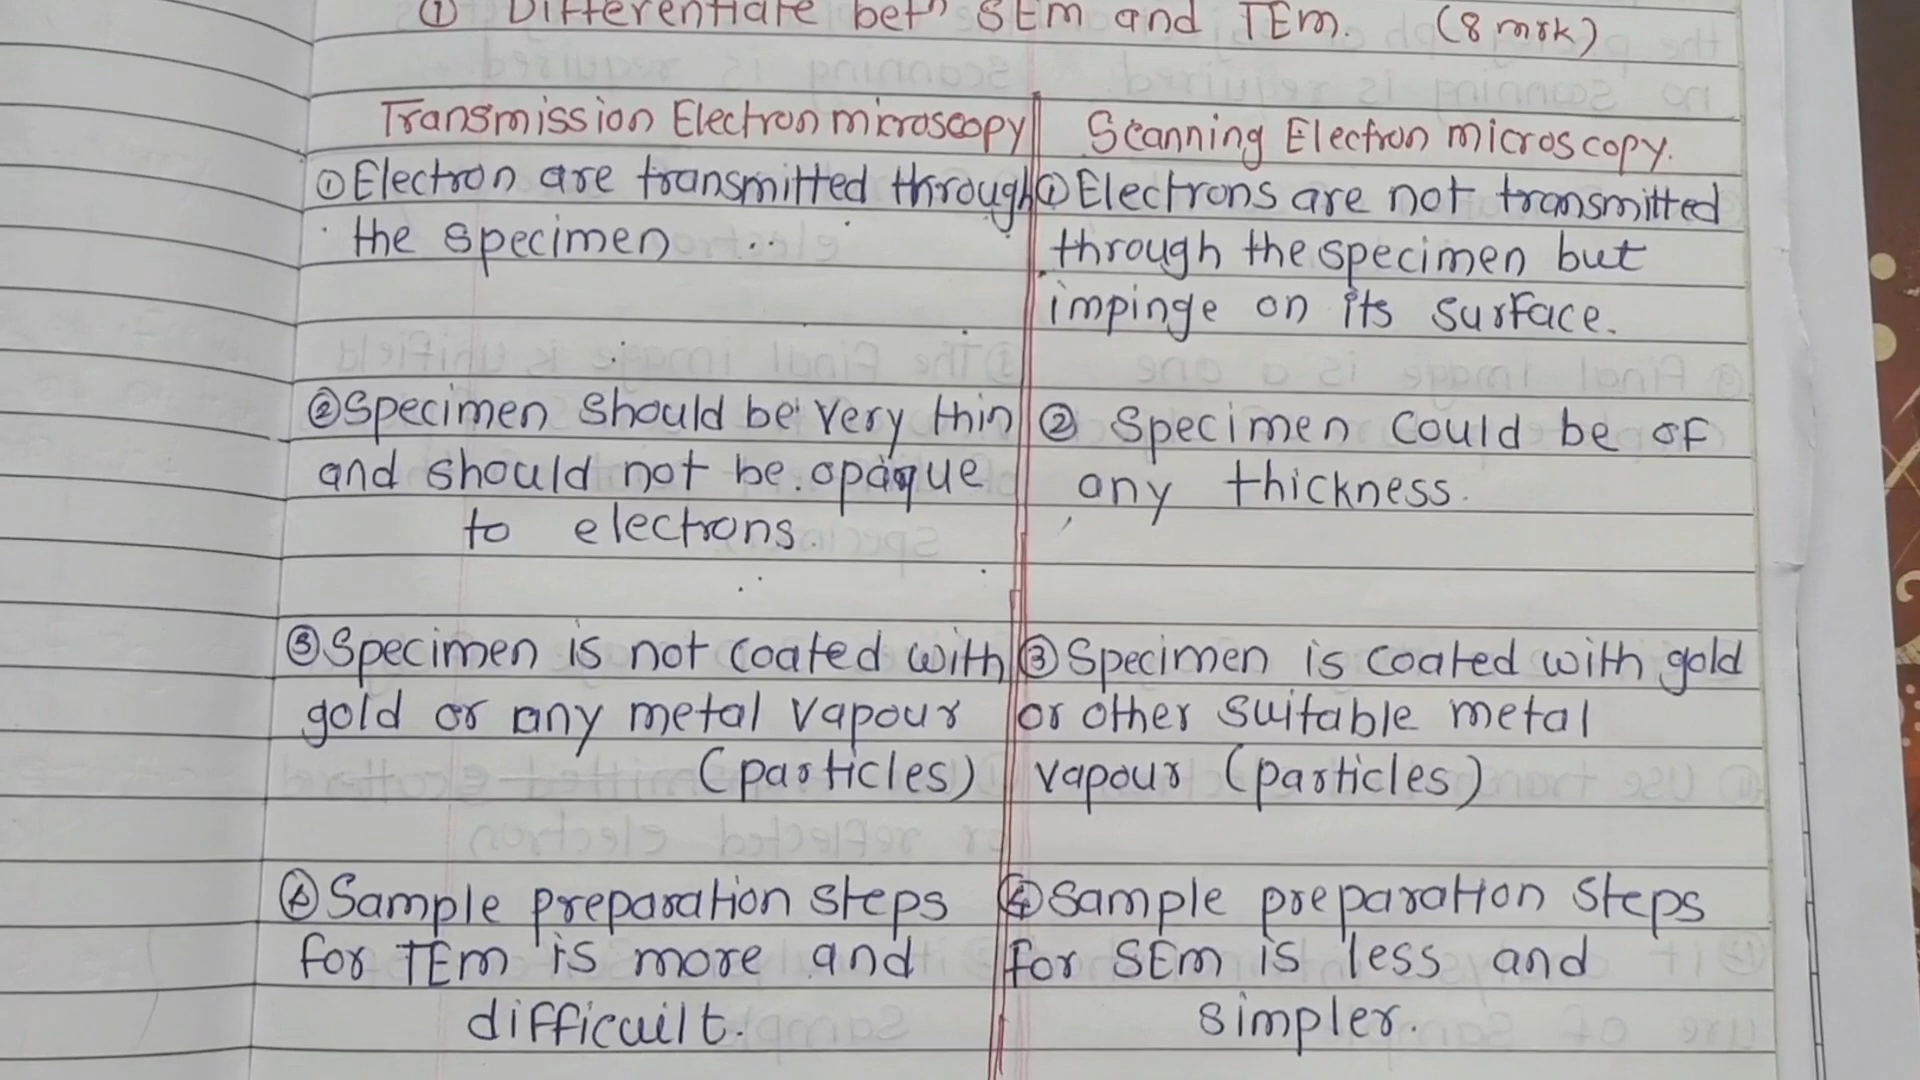 ① Differentiate betn SEM and TEM. (8 mrk)
Transmission Electron microscopy
① Electron are transmitted through
the specimen
② Specimen should be very thin
and should not be opaque
to electrons.
③ Specimen is not coated with
gold or any metal vapour
(particles)
④ Sample preparation steps
for TEM is more and
difficuilt.
Scanning Electron microscopy.
① Electrons are not transmitted
through the specimen but
impinge on its surface.
② Specimen could be of
any thickness.
③ Specimen is coated with gold
or other suitable metal
vapour (particles)
④ Sample preparation steps
for SEM is less and
simpler.